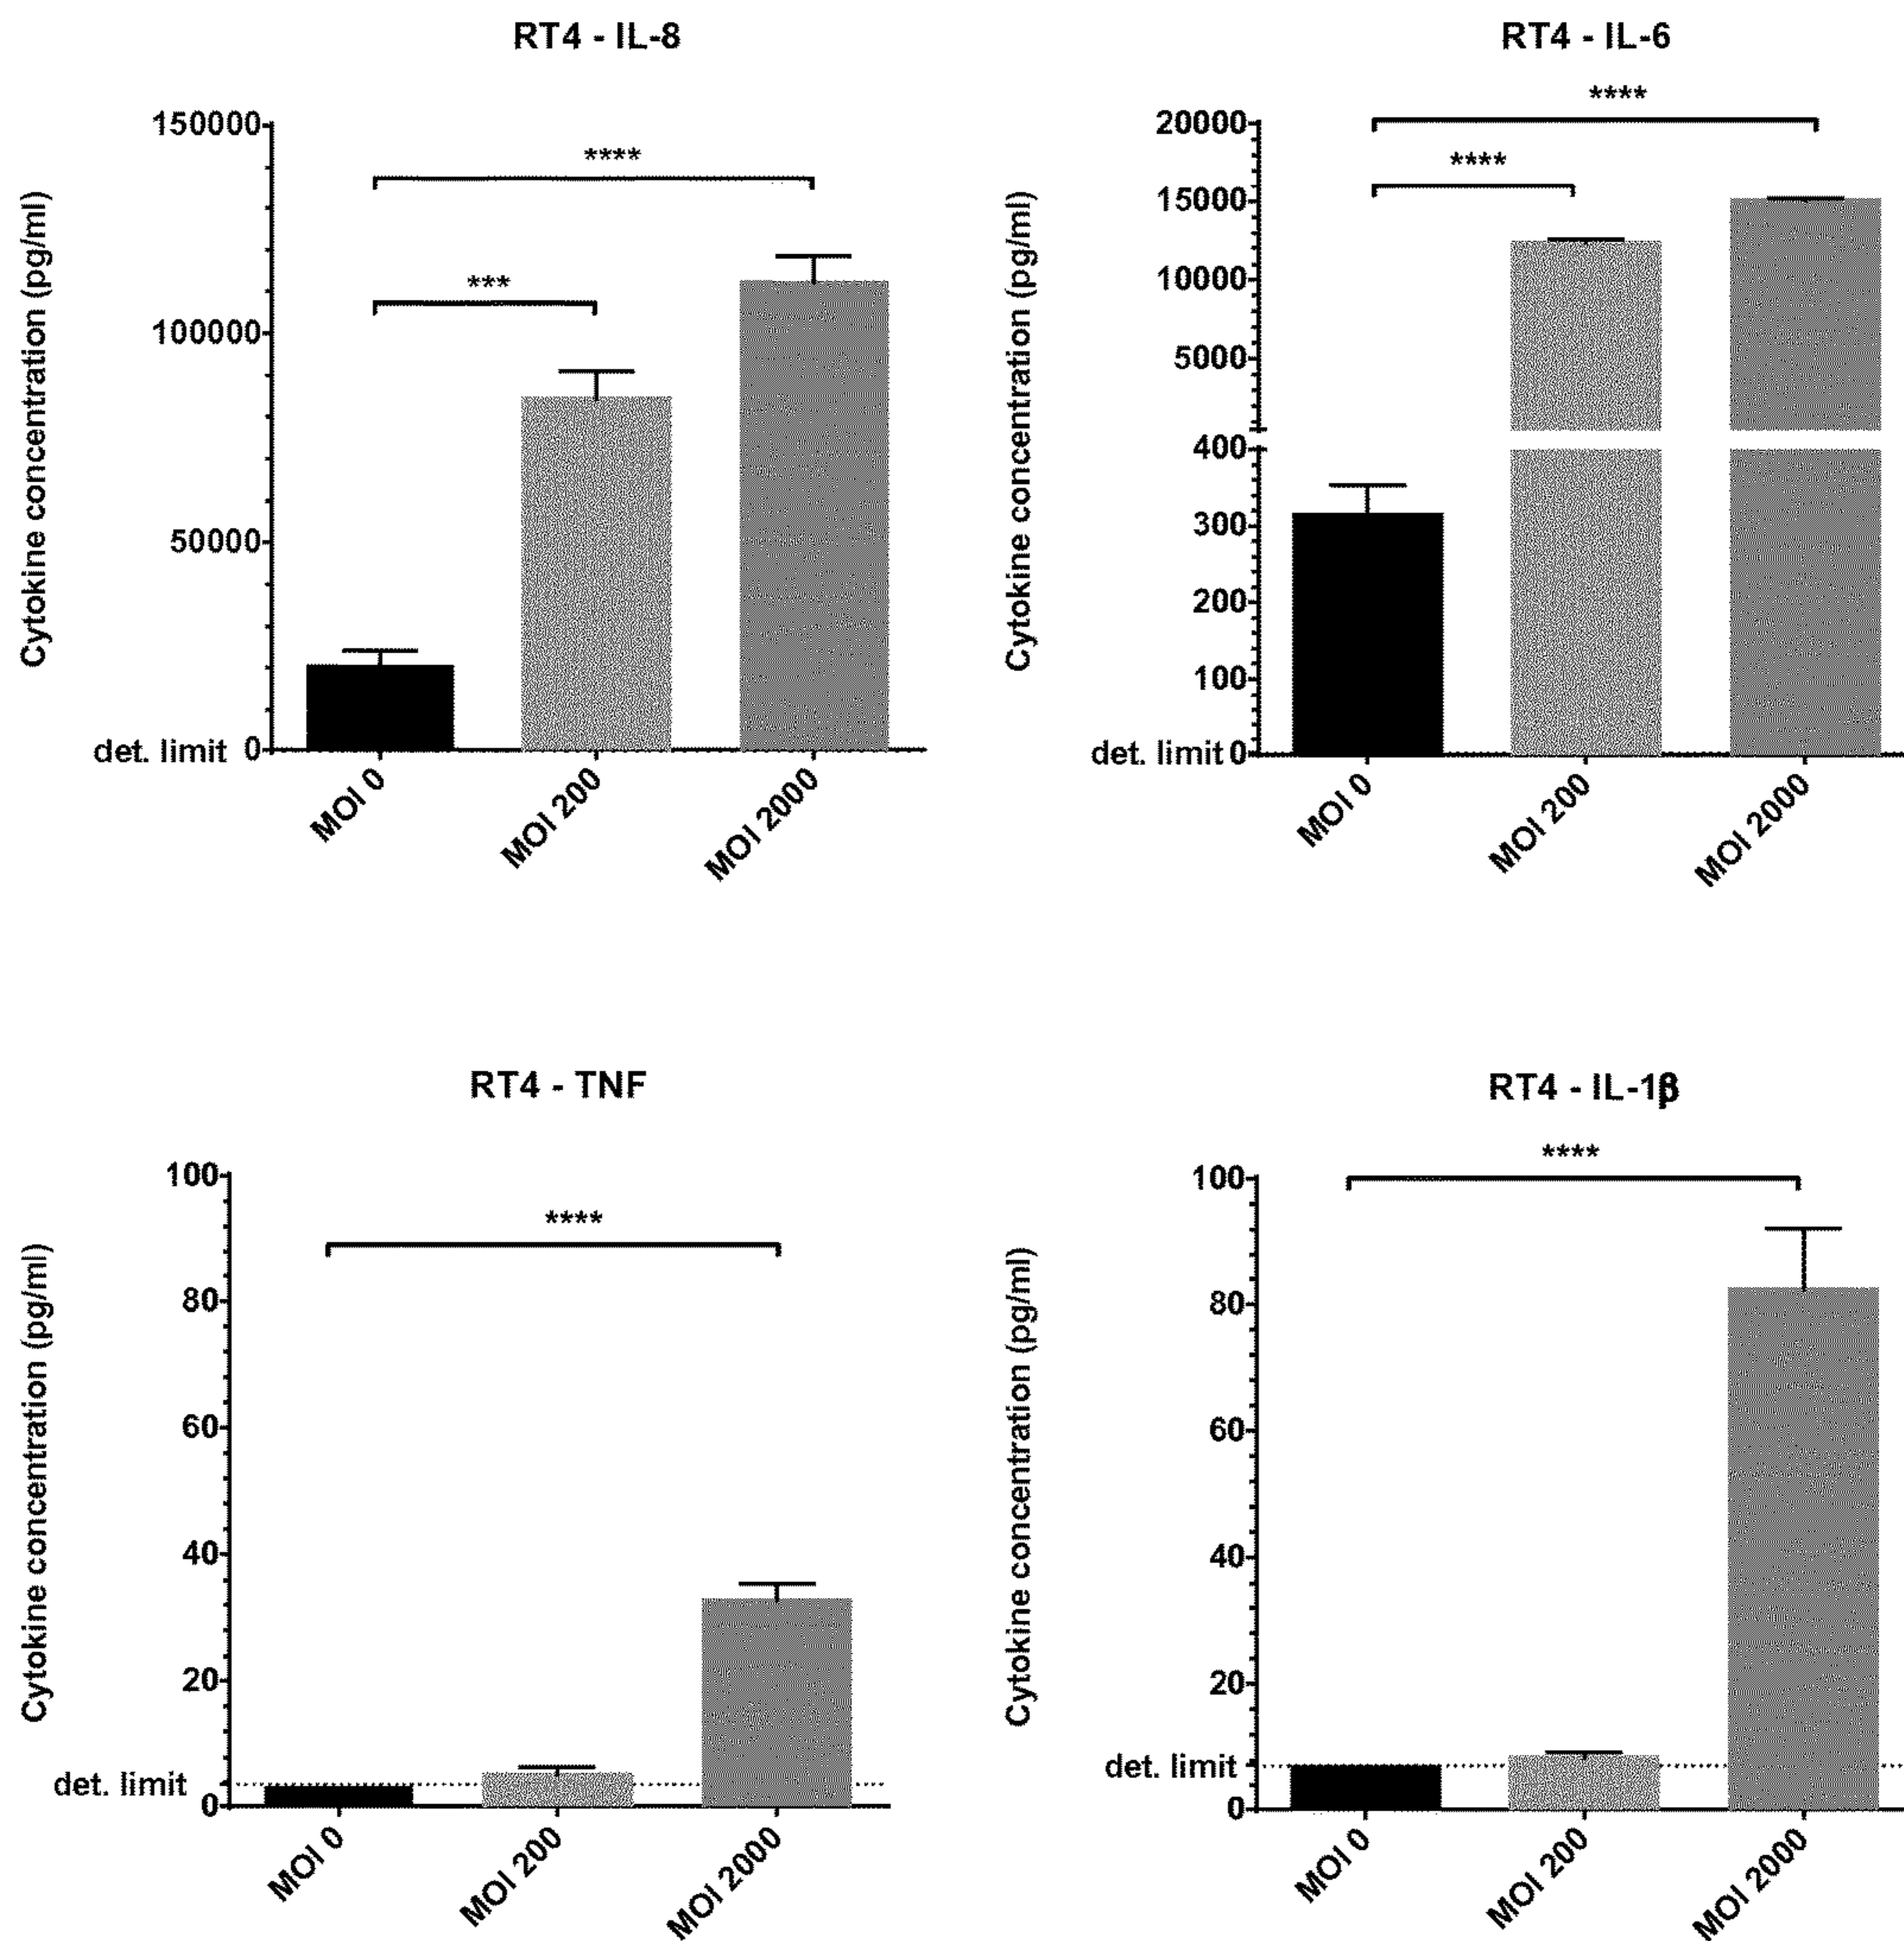 RT4 - IL-8
Cytokine concentration (pg/ml)
****
***
150000
100000
50000
det. limit 0
MOI 0
MOI 200
MOI 2000
RT4 - IL-6
Cytokine concentration (pg/ml)
****
****
20000
15000
10000
5000
400
300
200
100
det. limit 0
MOI 0
MOI 200
MOI 2000
RT4 - TNF
Cytokine concentration (pg/ml)
****
100
80
60
40
20
det. limit
0
MOI 0
MOI 200
MOI 2000
RT4 - IL-1β
Cytokine concentration (pg/ml)
****
100
80
60
40
20
det. limit
0
MOI 0
MOI 200
MOI 2000